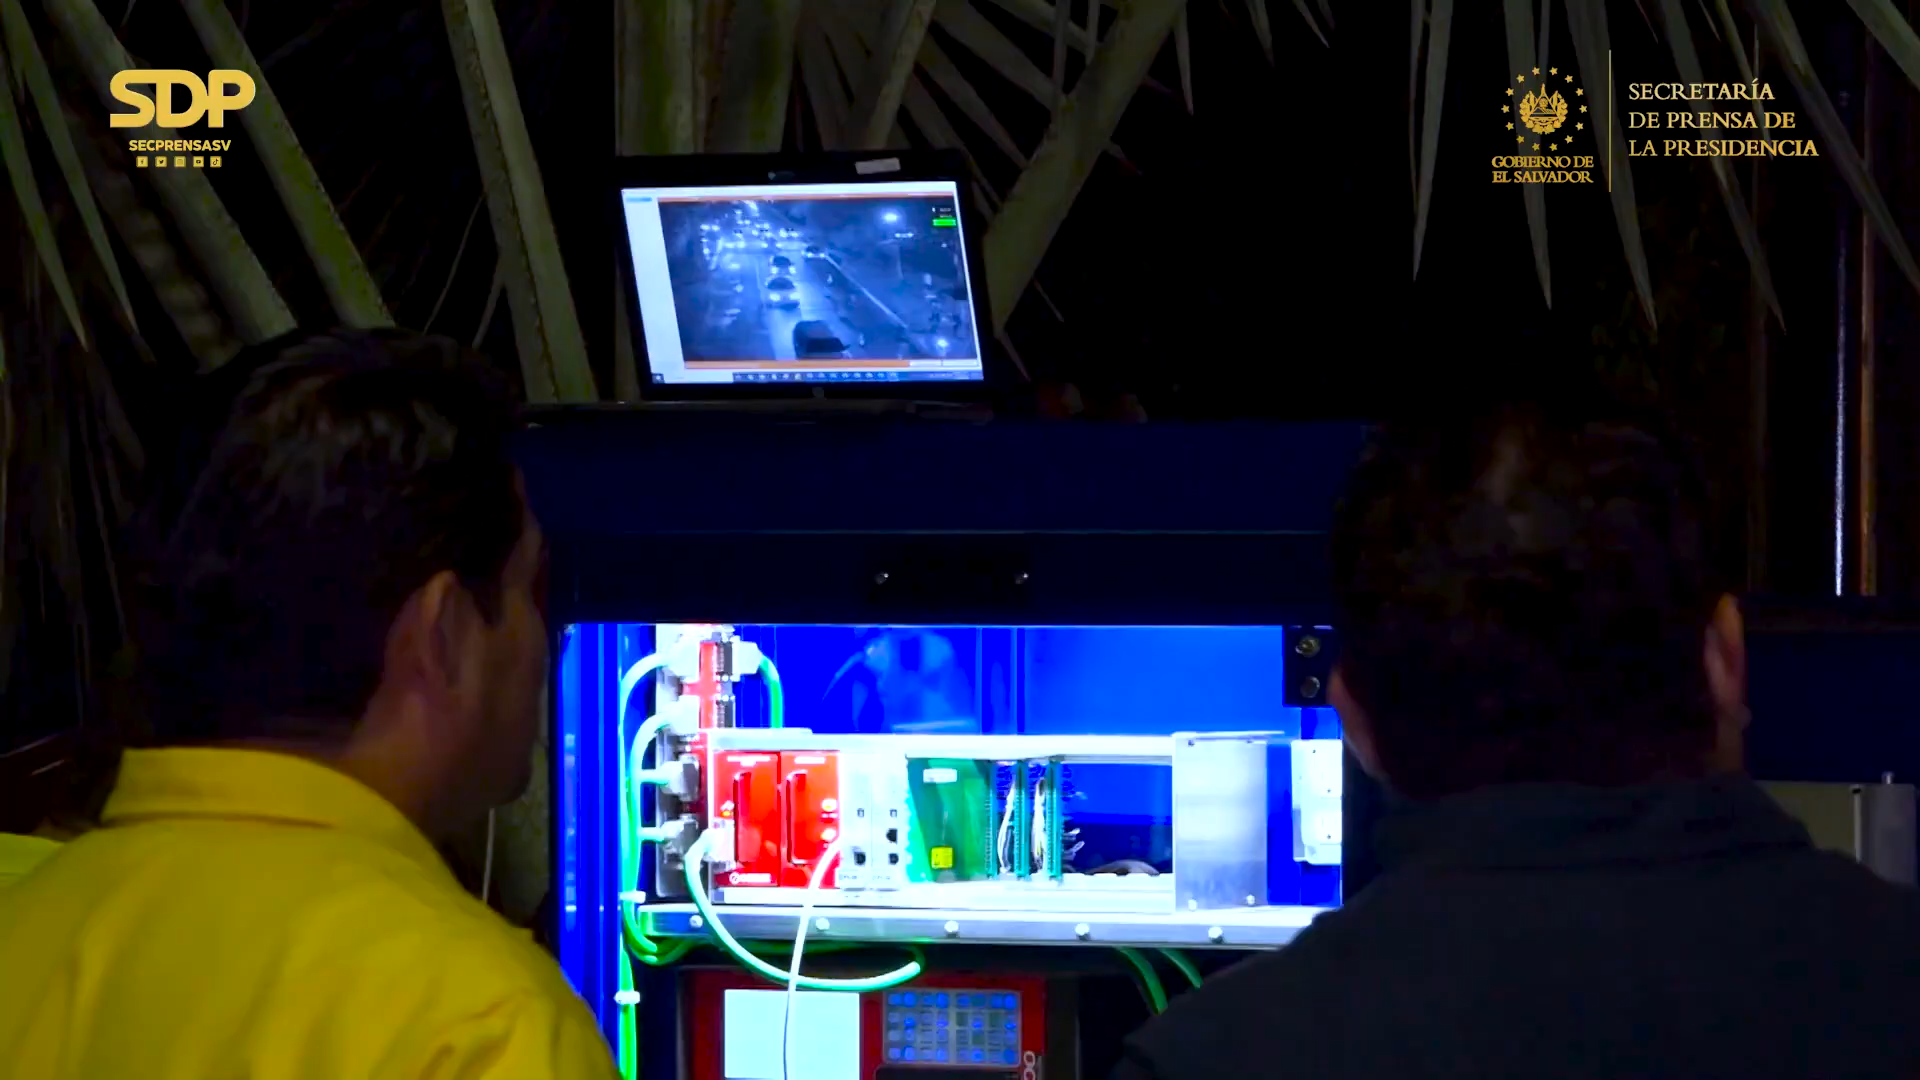 SDP
SECPRENSASV
GOBIERNO DE
EL SALVADOR
SECRETARÍA
DE PRENSA DE
LA PRESIDENCIA